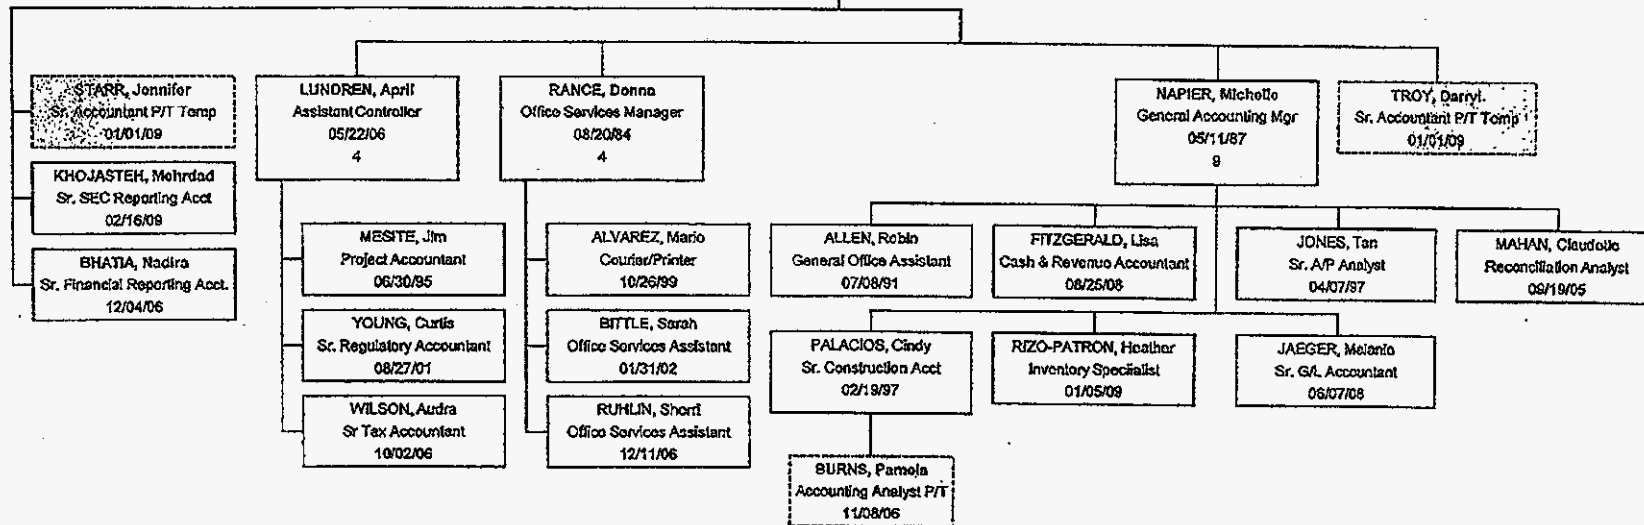 STARR, Jennifer
Sr. Accountant P/T Temp
01/01/09
KHOJASTEH, Mehrdad
Sr. SEC Reporting Acct
02/16/09
BHATIA, Nadira
Sr. Financial Reporting Acct.
12/04/06
LUNDREN, April
Assistant Controller
05/22/06
4
MESITE, Jim
Project Accountant
06/30/95
YOUNG, Curtis
Sr. Regulatory Accountant
08/27/01
WILSON, Audra
Sr Tax Accountant
10/02/06
RANCE, Donna
Office Services Manager
08/20/84
4
ALVAREZ, Mario
Courier/Printer
10/26/99
BITTLE, Sarah
Office Services Assistant
01/31/02
RUHLIN, Sherri
Office Services Assistant
12/11/06
NAPIER, Michelle
General Accounting Mgr
05/11/87
9
ALLEN, Robin
General Office Assistant
07/08/91
FITZGERALD, Lisa
Cash & Revenue Accountant
08/25/08
JONES, Tan
Sr. A/P Analyst
04/07/97
MAHAN, Claudette
Reconciliation Analyst
09/19/05
PALACIOS, Cindy
Sr. Construction Acct
02/19/97
RIZO-PATRON, Heather
Inventory Specialist
01/05/09
JAEGER, Melanie
Sr. G/L Accountant
06/07/08
BURNS, Pamela
Accounting Analyst P/T
11/08/06
TROY, Darryl.
Sr. Accountant P/T Temp
01/01/09